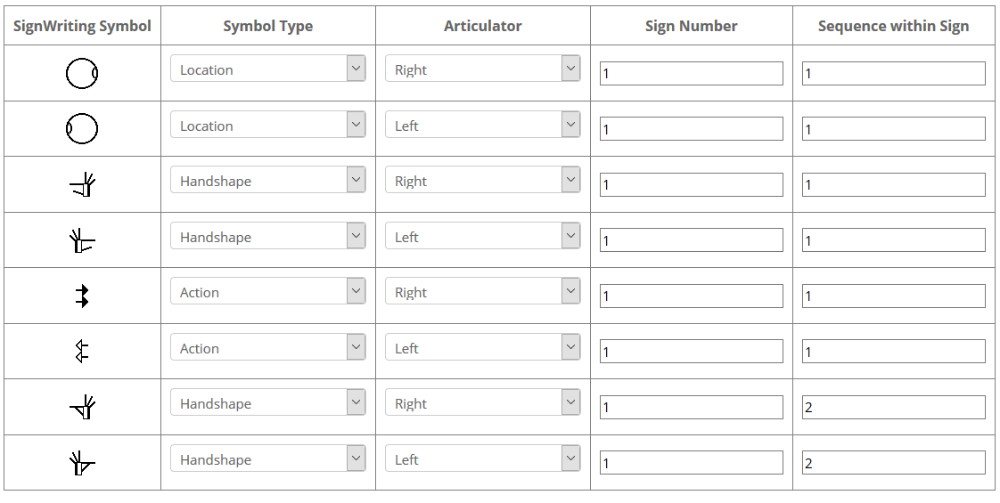 SignWriting Symbol Symbol Type Articulator Sign Number Sequence within Sign
Location Right 1 1
Location Left 1 1
Handshape Right 1 1
Handshape Left 1 1
Action Right 1 1
Action Left 1 1
Handshape Right 1 2
Handshape Left 1 2